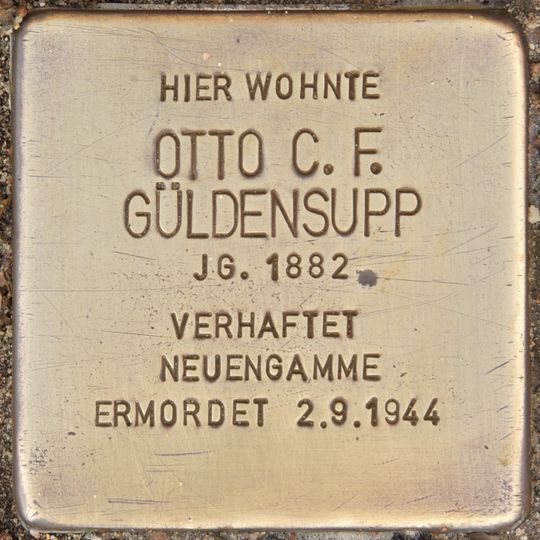 HIER WOHNTE
OTTO C. F.
GÜLDENSUPP
JG. 1882
VERHAFTET
NEUENGAMME
ERMORDET 2.9.1944